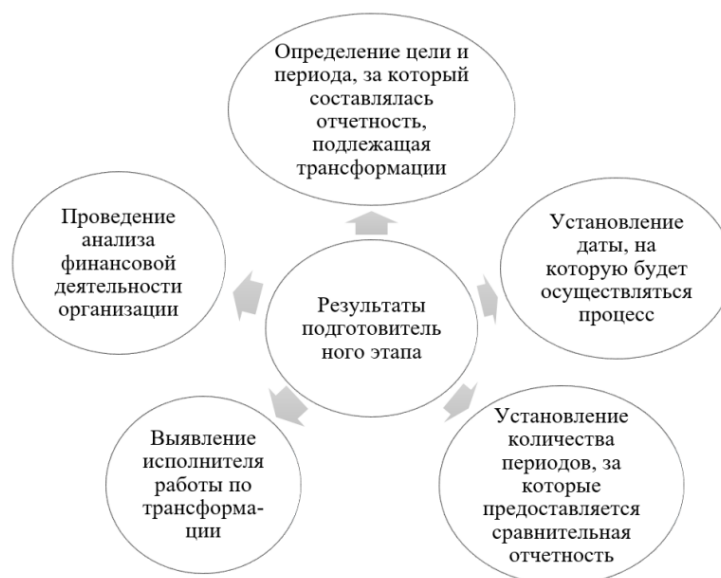 Определение цели и
периода, за который
составлялась
отчетность,
подлежащая
трансформации
Проведение
анализа
финансовой
деятельности
организации
Установление
даты, на
которую будет
осуществляться
процесс
Результаты
подготовитель
ного этапа
Выявление
исполнителя
работы по
трансформа-
ции
Установление
количества
периодов, за
которые
предоставляется
сравнительная
отчетность